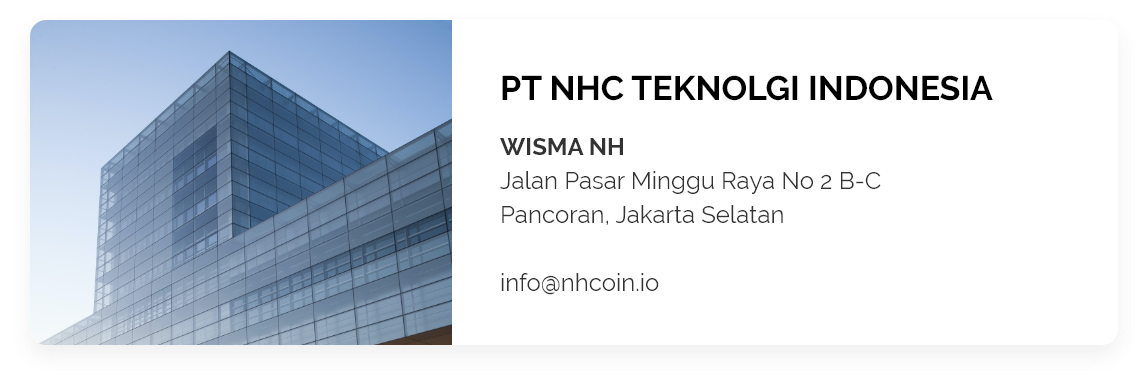 PT NHC TEKNOLGI INDONESIA
WISMA NH
Jalan Pasar Minggu Raya No 2 B-C
Pancoran, Jakarta Selatan
info@nhcoin.io